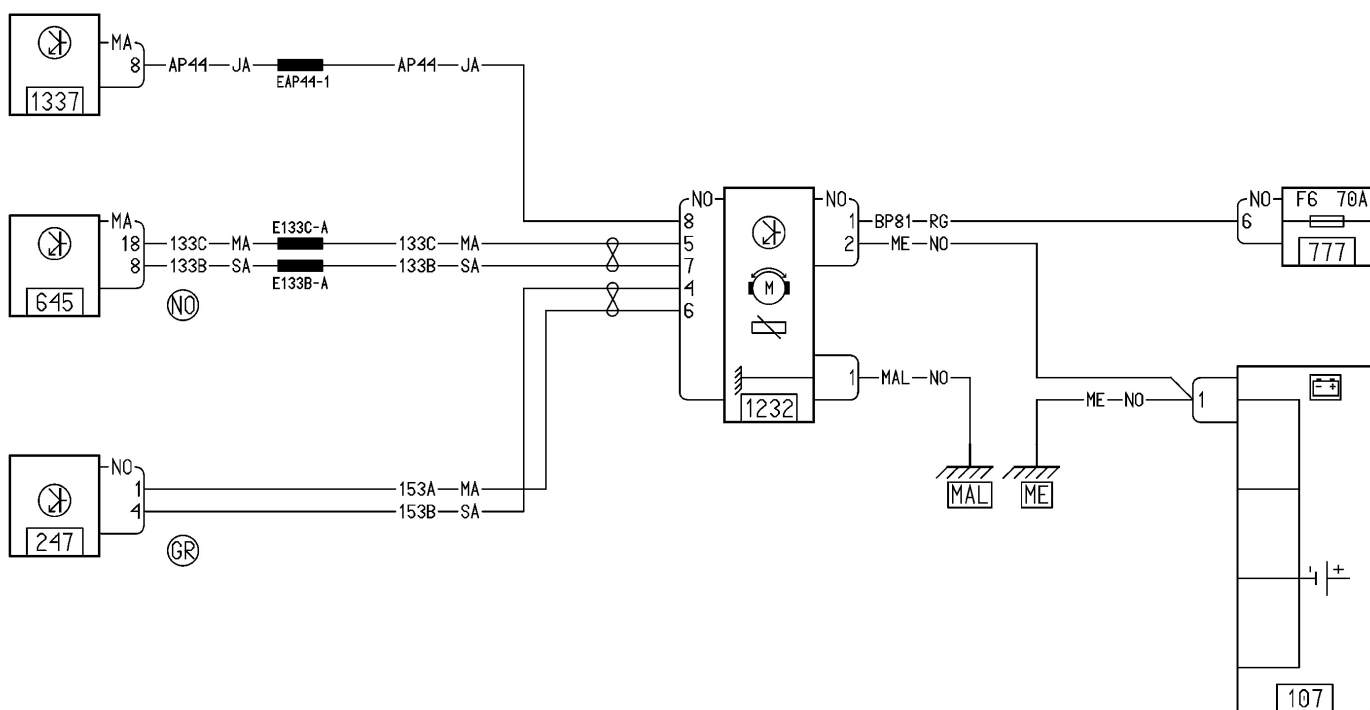 MA
8 AP44 JA EAP44-1 AP44 JA
1337
MA
18 133C MA E133C-A 133C MA
8 133B SA E133B-A 133B SA
645
NO
NO
1 153A MA
4 153B SA
247
GR
NO
8
5
7
4
6
M
1232
NO
1 BP81 RG
2 ME NO
1 MAL NO
MAL
ME
NO
6
F6 70A
777
ME NO
1
- +
- +
107